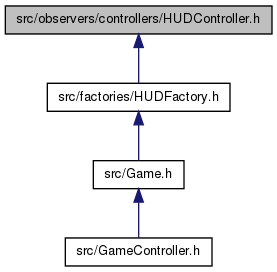 src/observers/controllers/HUDController.h
src/factories/HUDFactory.h
src/Game.h
src/GameController.h